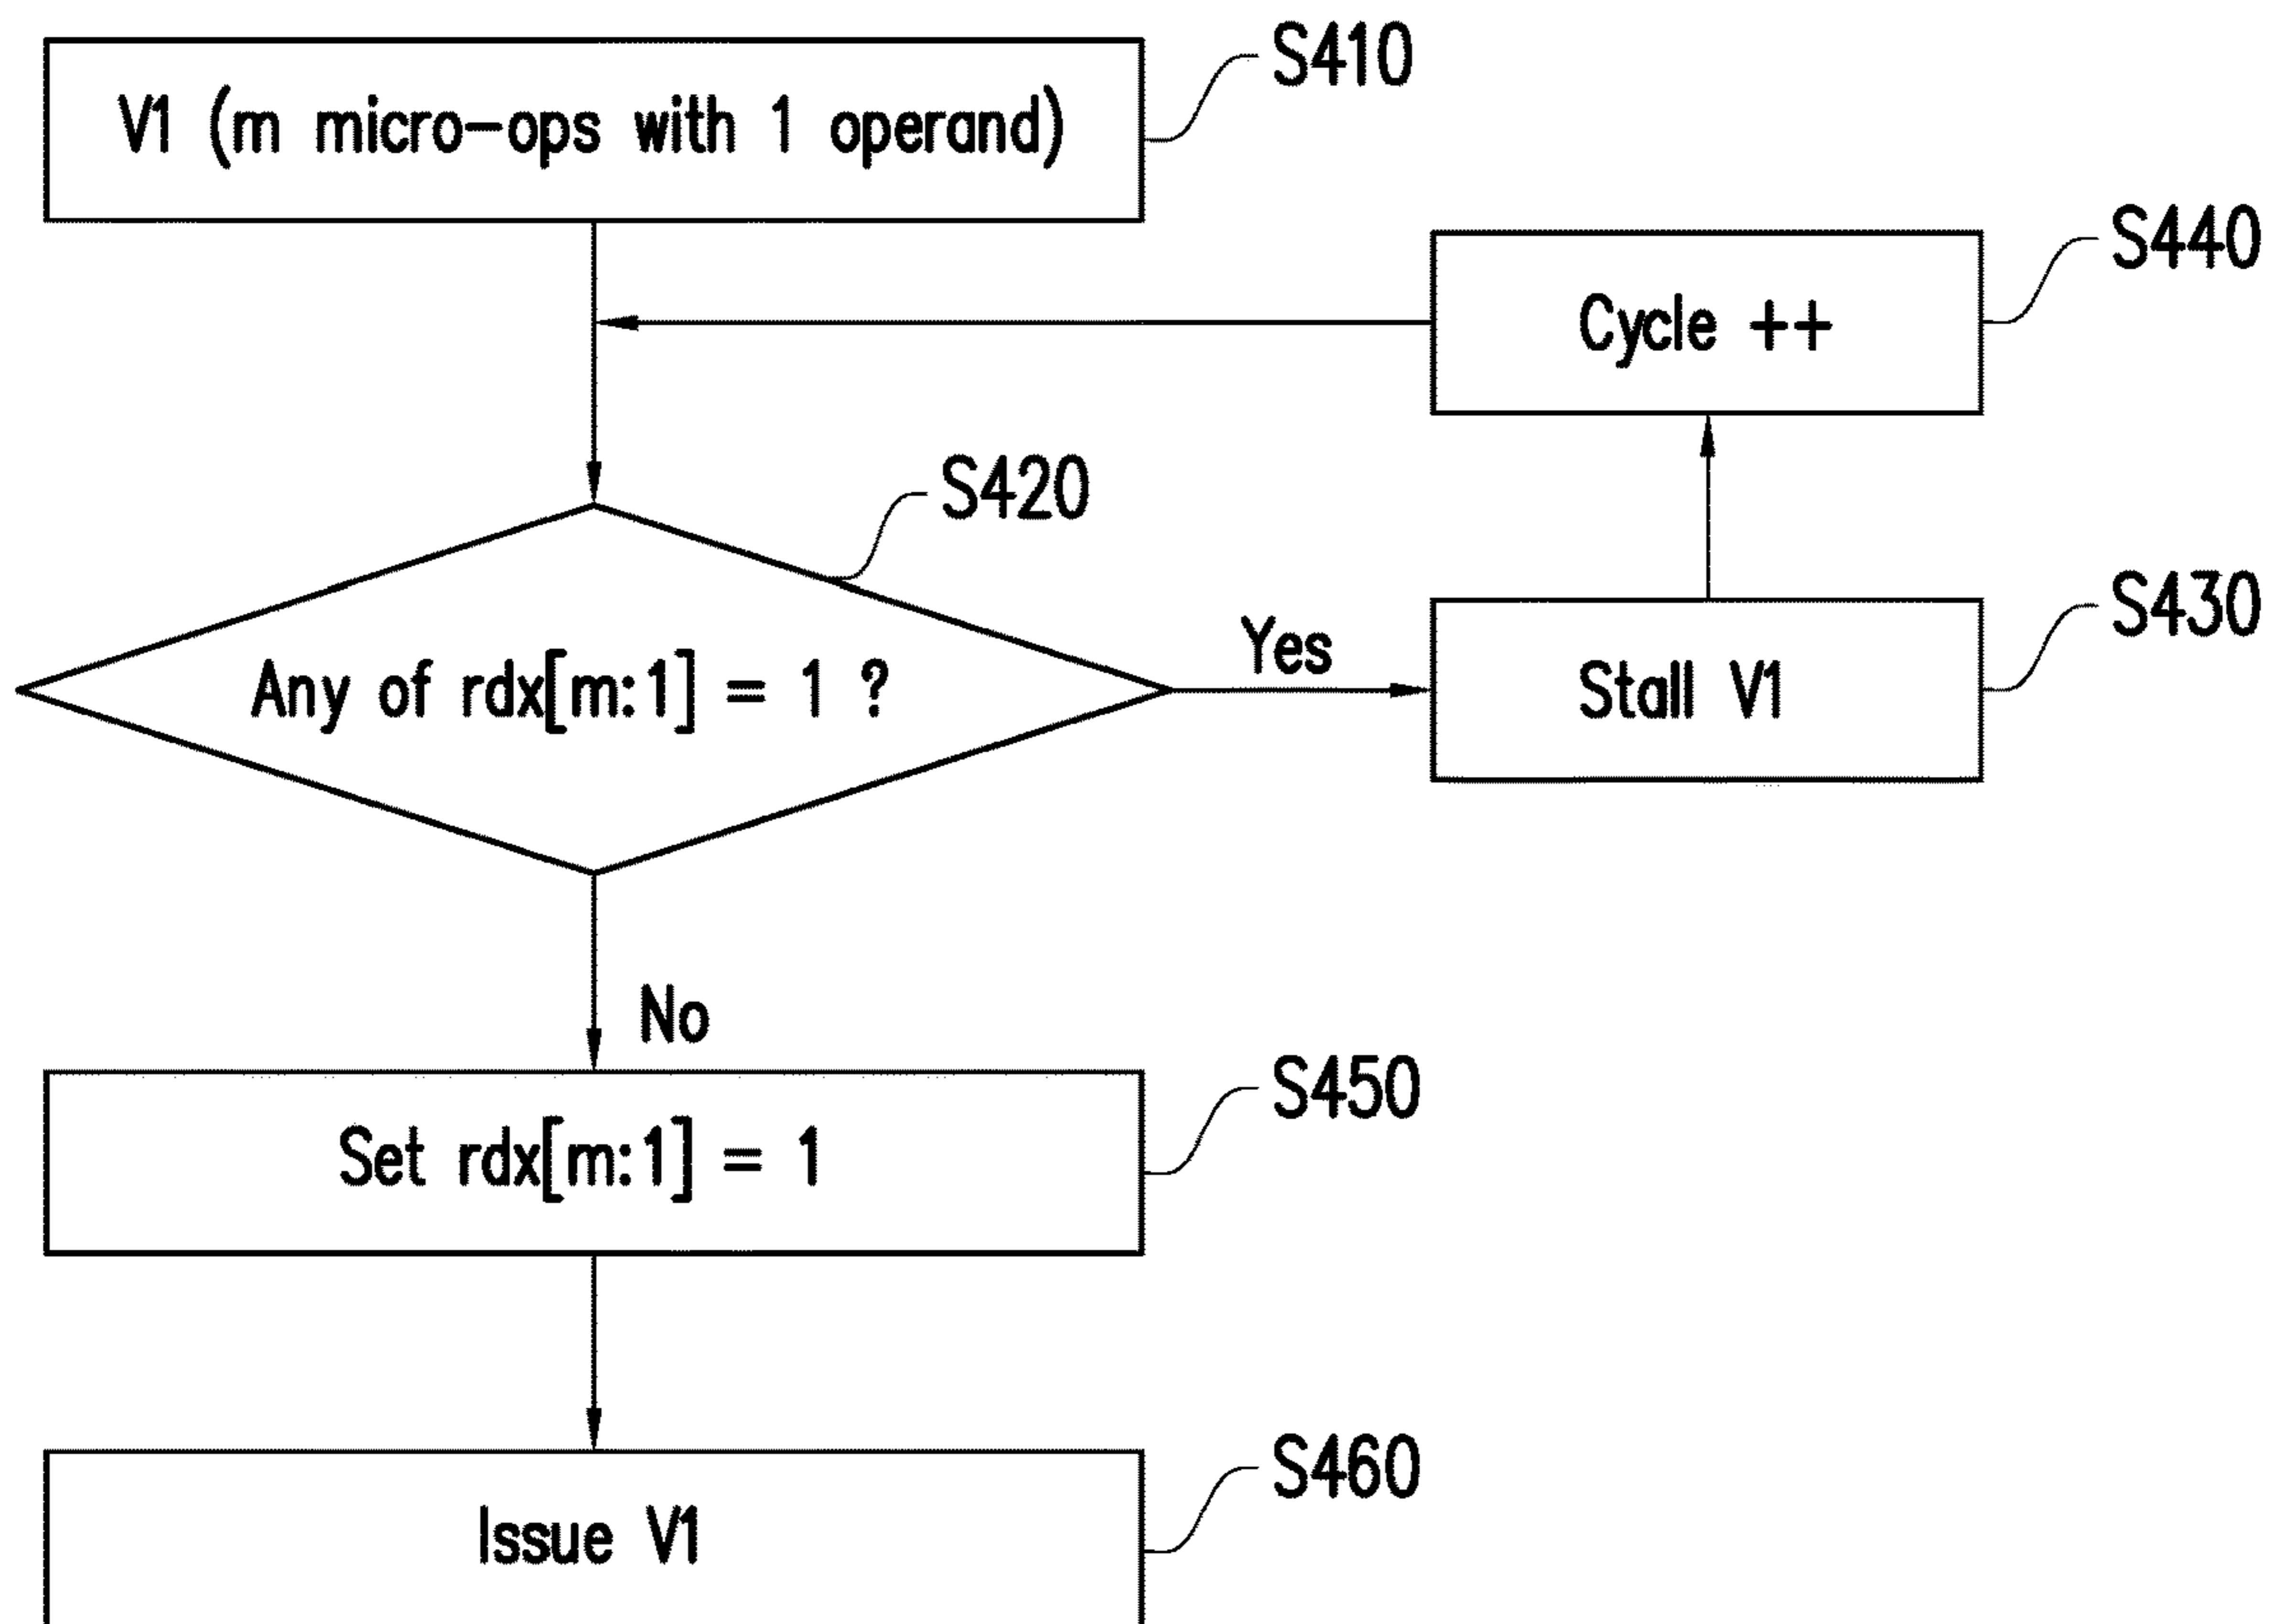 V1 (m micro-ops with 1 operand)
S410
Cycle ++
S440
S420
Any of rdx[m:1] = 1 ?
Yes
Stall V1
S430
No
Set rdx[m:1] = 1
S450
Issue V1
S460